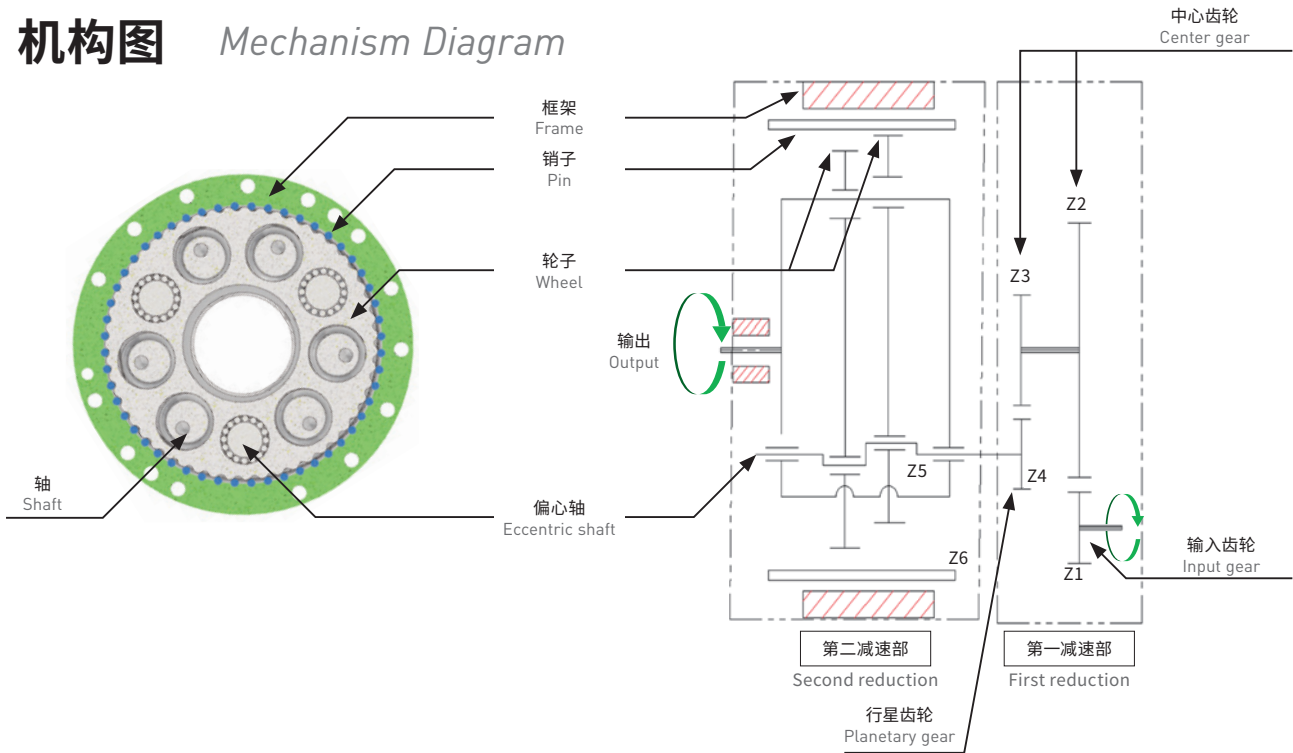 机构图 Mechanism Diagram
中心齿轮
Center gear
框架
Frame
销子
Pin
轮子
Wheel
输出
Output
轴
Shaft
偏心轴
Eccentric shaft
Z2
Z3
Z5
Z4
Z6
Z1
输入齿轮
Input gear
第二减速部
Second reduction
第一减速部
First reduction
行星齿轮
Planetary gear